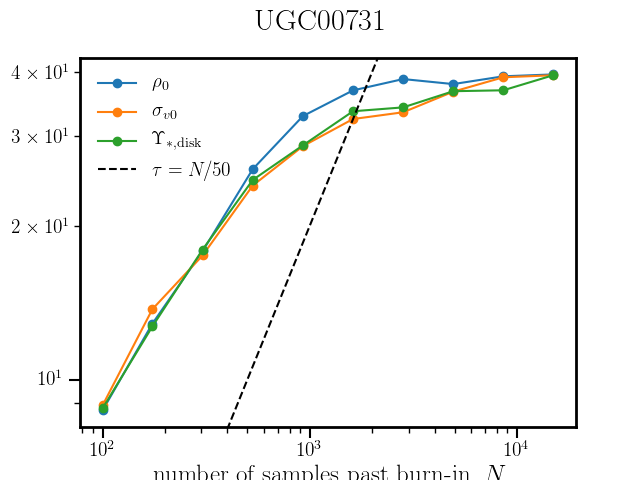 UGC00731
4 × 10¹
3 × 10¹
2 × 10¹
10¹
ρ₀
σᵥ₀
Υ∗,disk
τ = N/50
10² 10³ 10⁴
number of samples past burn-in, N